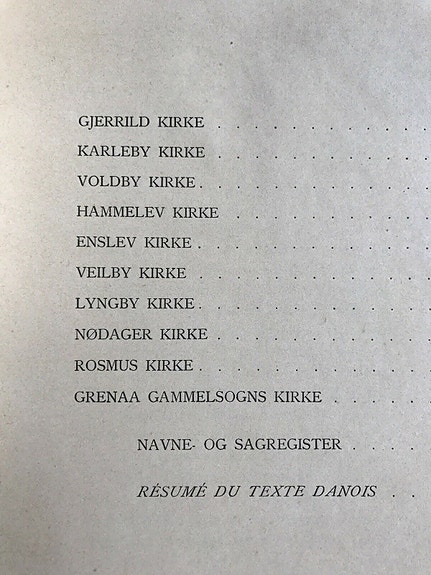 GJERRILD KIRKE . . . . . . . . . . . .
KARLEBY KIRKE . . . . . . . . . . . .
VOLDBY KIRKE . . . . . . . . . . . . .
HAMMELEV KIRKE . . . . . . . . . . .
ENSLEV KIRKE . . . . . . . . . . . . .
VEILBY KIRKE . . . . . . . . . . . . .
LYNGBY KIRKE . . . . . . . . . . . . .
NØDAGER KIRKE . . . . . . . . . . . .
ROSMUS KIRKE . . . . . . . . . . . . .
GRENAA GAMMELSOGNS KIRKE . . . . .
NAVNE- OG SAGREGISTER . . . .
RÉSUMÉ DU TEXTE DANOIS . .